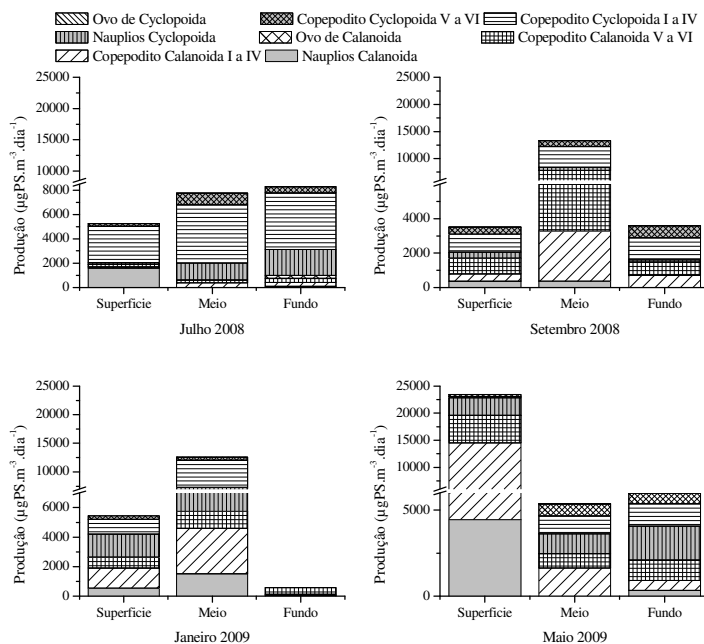 Ovo de Cyclopoida Copepodito Cyclopoida V a VI Copepodito Cyclopoida I a IV
Nauplios Cyclopoida Ovo de Calanoida Copepodito Calanoida V a VI
Copepodito Calanoida I a IV Nauplios Calanoida
25000
20000
15000
10000
8000
6000
4000
2000
0
Produção (µgPS.m⁻³.dia⁻¹)
Superficie Meio Fundo
Julho 2008
25000
20000
15000
10000
4000
2000
0
Produção (µgPS.m⁻³.dia⁻¹)
Superficie Meio Fundo
Setembro 2008
25000
20000
15000
10000
6000
4000
2000
0
Produção (µgPS.m⁻³.dia⁻¹)
Superficie Meio Fundo
Janeiro 2009
25000
20000
15000
10000
5000
0
Produção (µgPS.m⁻³.dia⁻¹)
Superficie Meio Fundo
Maio 2009